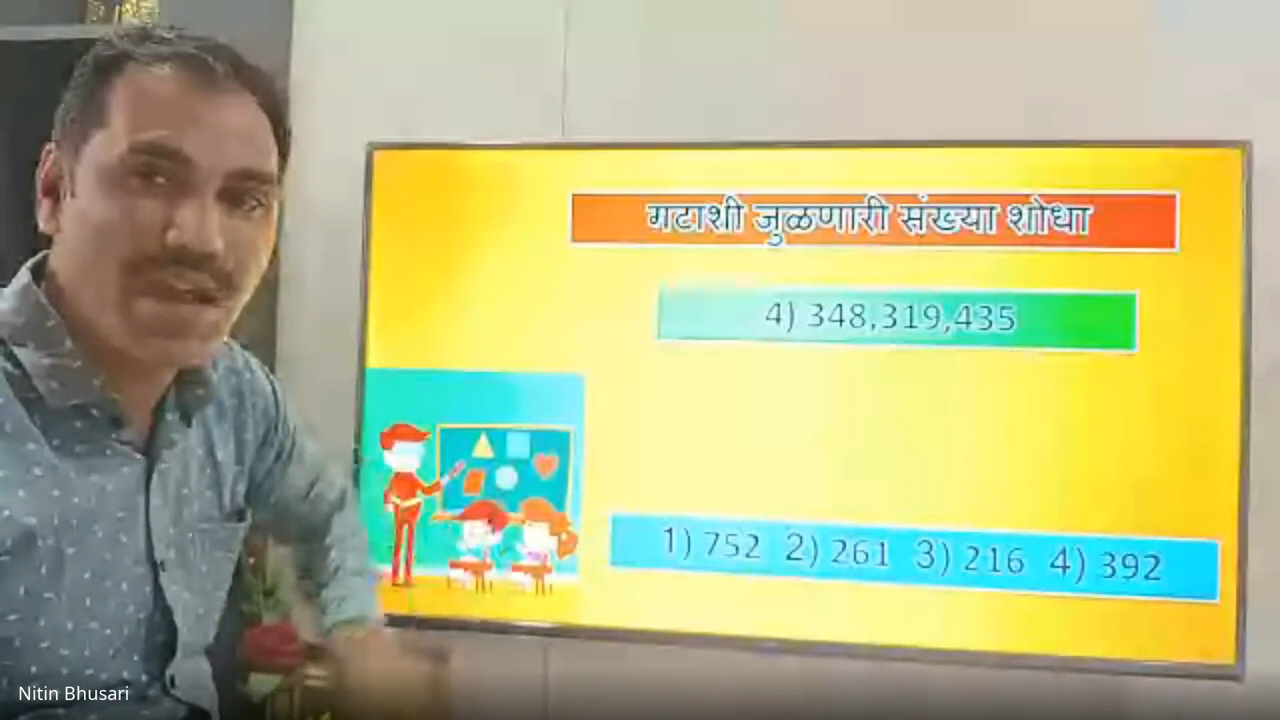 गटाशी जुळणारी संख्या शोधा
4) 348,319,435
1) 752 2) 261 3) 216 4) 392
Nitin Bhusari